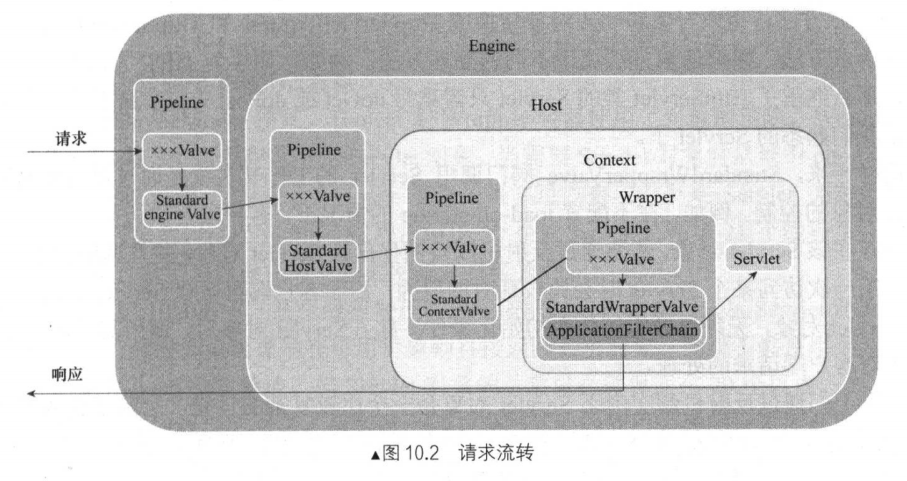 Engine
Pipeline
×××Valve
Standard
engine Valve
请求
Host
Pipeline
×××Valve
Standard
HostValve
Context
Pipeline
×××Valve
Standard
ContextValve
Wrapper
Pipeline
×××Valve
StandardWrapperValve
ApplicationFilterChain
Servlet
响应
▲图 10.2 请求流转